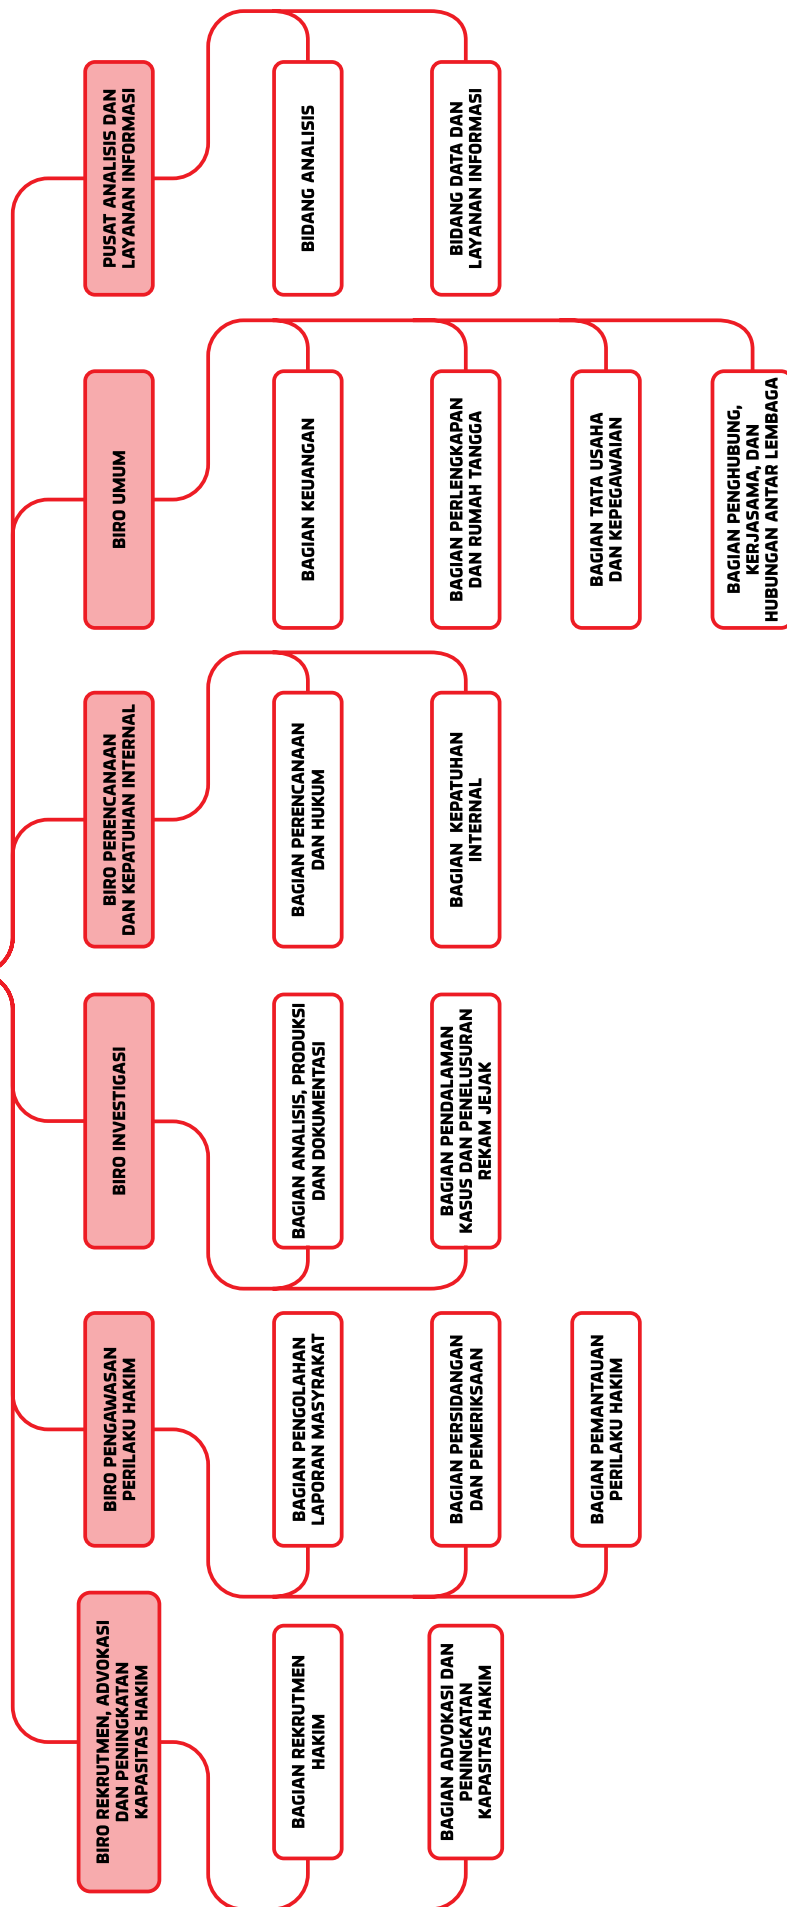 BIRO REKRUTMEN, ADVOKASI
DAN PENINGKATAN
KAPASITAS HAKIM
BAGIAN REKRUTMEN
HAKIM
BAGIAN ADVOKASI DAN
PENINGKATAN
KAPASITAS HAKIM
BIRO PENGAWASAN
PERILAKU HAKIM
BAGIAN PENGOLAHAN
LAPORAN MASYRAKAT
BAGIAN PERSIDANGAN
DAN PEMERIKSAAN
BAGIAN PEMANTAUAN
PERILAKU HAKIM
BIRO INVESTIGASI
BAGIAN ANALISIS, PRODUKSI
DAN DOKUMENTASI
BAGIAN PENDALAMAN
KASUS DAN PENELUSURAN
REKAM JEJAK
BIRO PERENCANAAN
DAN KEPATUHAN INTERNAL
BAGIAN PERENCANAAN
DAN HUKUM
BAGIAN KEPATUHAN
INTERNAL
BIRO UMUM
BAGIAN KEUANGAN
BAGIAN PERLENGKAPAN
DAN RUMAH TANGGA
BAGIAN TATA USAHA
DAN KEPEGAWAIAN
BAGIAN PENGHUBUNG,
KERJASAMA, DAN
HUBUNGAN ANTAR LEMBAGA
PUSAT ANALISIS DAN
LAYANAN INFORMASI
BIDANG ANALISIS
BIDANG DATA DAN
LAYANAN INFORMASI